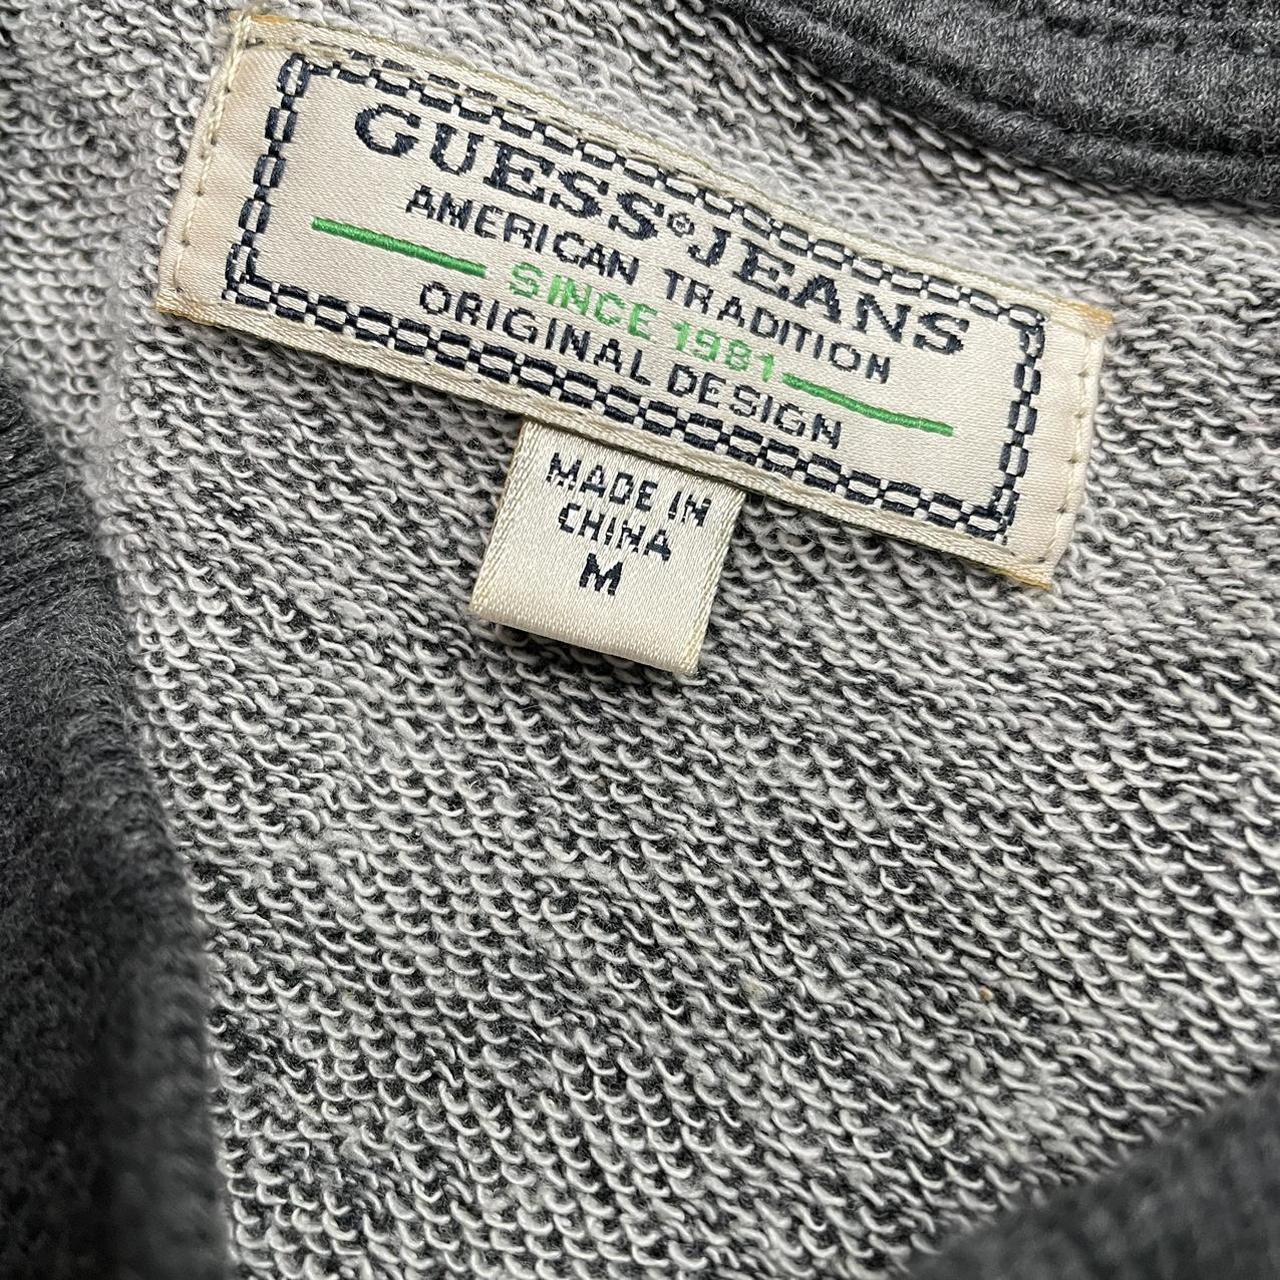 GUESS®JEANS
AMERICAN TRADITION
SINCE 1981
ORIGINAL DESIGN
MADE IN
CHINA
M